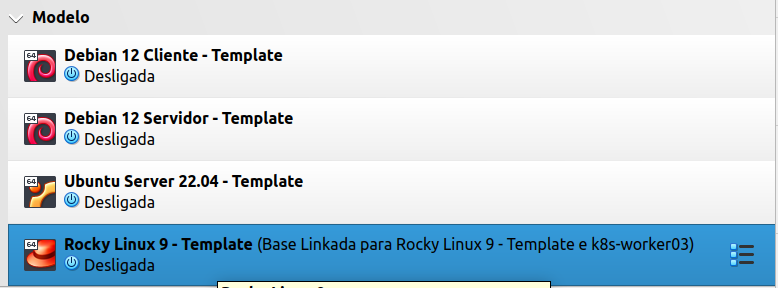 Modelo
64
Debian 12 Cliente - Template
Desligada
64
Debian 12 Servidor - Template
Desligada
64
Ubuntu Server 22.04 - Template
Desligada
64
Rocky Linux 9 - Template (Base Linkada para Rocky Linux 9 - Template e k8s-worker03)
Desligada